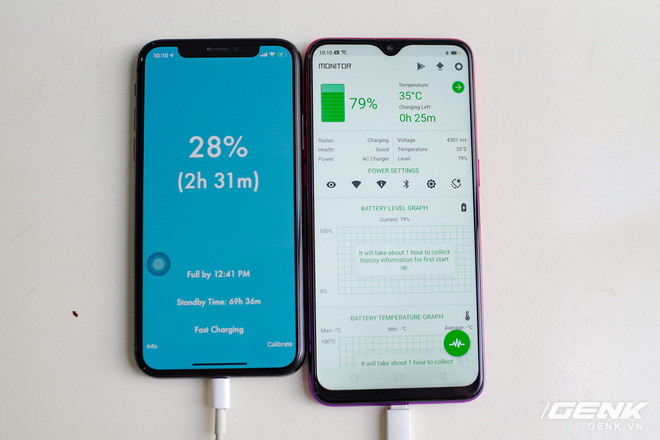 10:10
28%
(2h 31m)
Full by 12:41 PM
Standby Time: 69h 36m
Fast Charging
Info
Calibrate
10:10
MONITOR
79%
Temperature:
35°C
Charging Left:
0h 25m
Status: Charging
Health: Good
Power: AC Charger
Voltage: 4301 mv
Temperature: 35°C
Level: 79%
POWER SETTINGS
BATTERY LEVEL GRAPH
Current: 79%
100%
It will take about 1 hour to collect
history information for first start
up.
0%
BATTERY TEMPERATURE GRAPH
Max: -°C Min: -°C Average: -°C
100°C
It will take about 1 hour to collect
GENK
GENK.VN